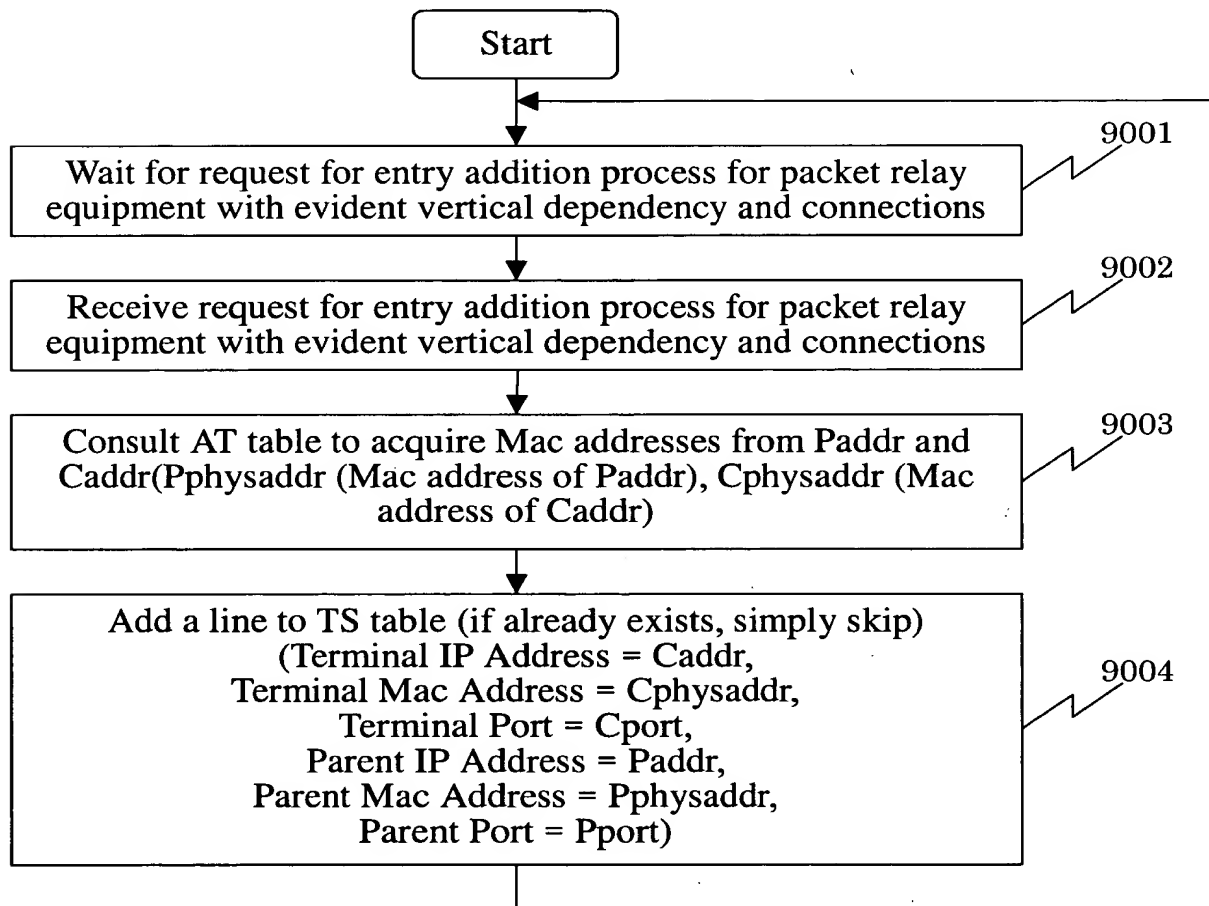 Start
9001
Wait for request for entry addition process for packet relay
equipment with evident vertical dependency and connections
9002
Receive request for entry addition process for packet relay
equipment with evident vertical dependency and connections
9003
Consult AT table to acquire Mac addresses from Paddr and
Caddr(Pphysaddr (Mac address of Paddr), Cphysaddr (Mac
address of Caddr)
Add a line to TS table (if already exists, simply skip)
(Terminal IP Address = Caddr,
9004
Terminal Mac Address = Cphysaddr,
Terminal Port = Cport,
Parent IP Address = Paddr,
Parent Mac Address = Pphysaddr,
Parent Port = Pport)